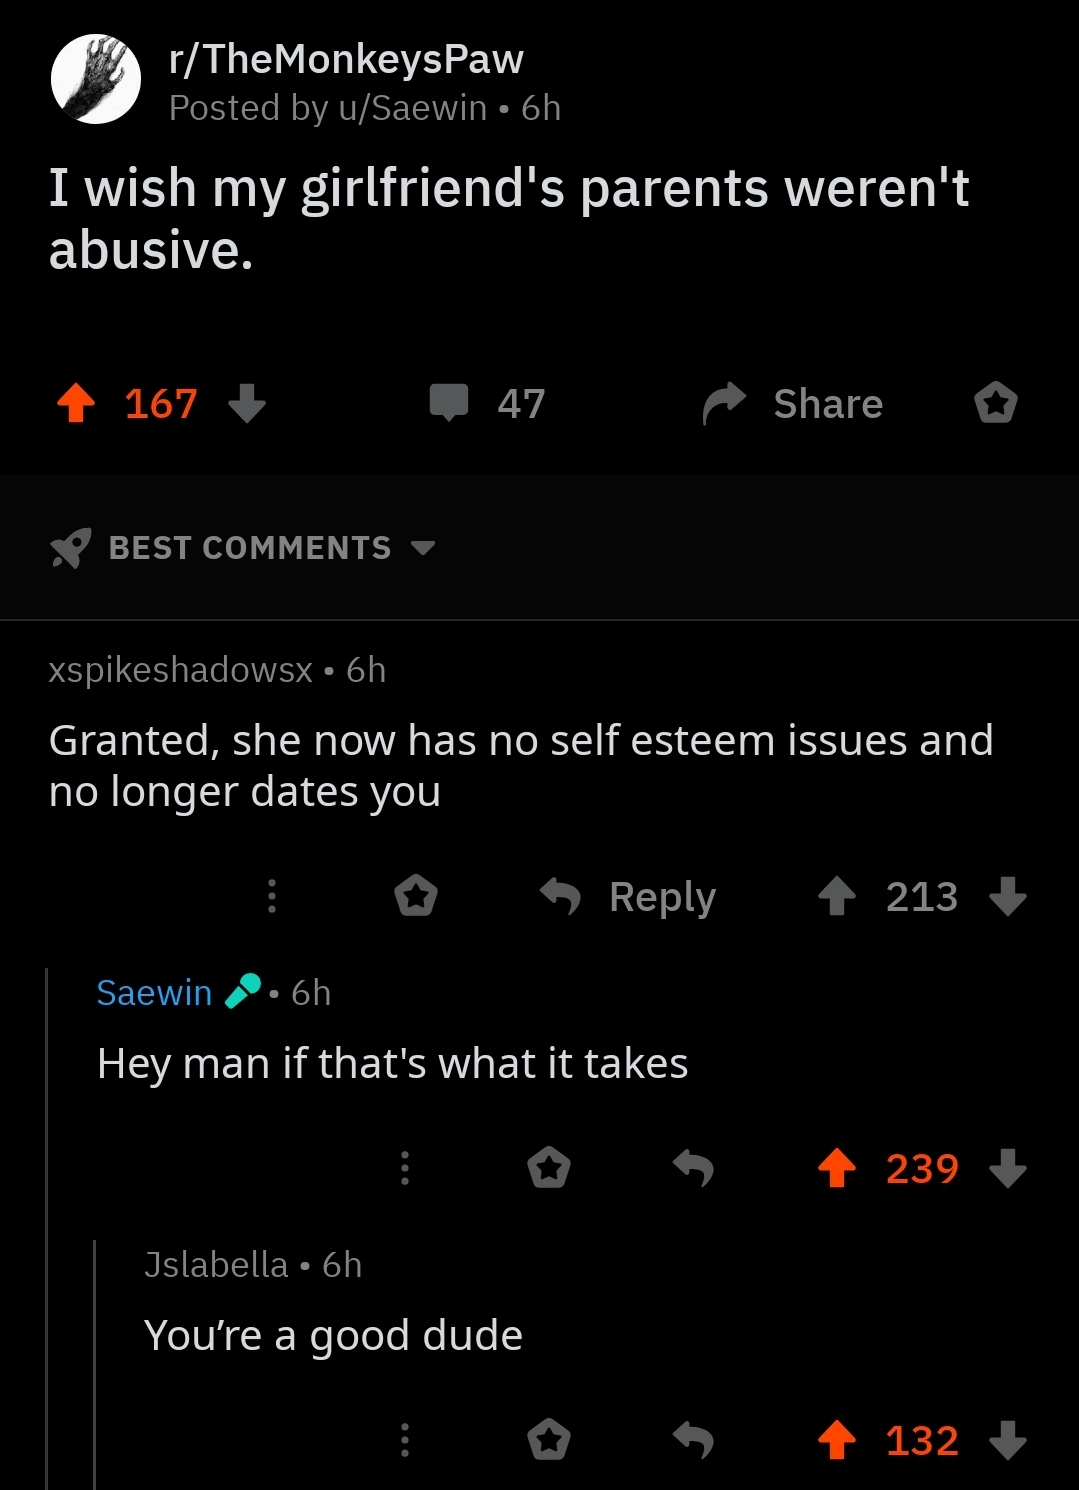 r/TheMonkeysPaw
Posted by u/Saewin • 6h
I wish my girlfriend's parents weren't
abusive.
167
47
Share
BEST COMMENTS
xspikeshadowsx • 6h
Granted, she now has no self esteem issues and
no longer dates you
Reply
213
Saewin • 6h
Hey man if that's what it takes
239
Jslabella • 6h
You’re a good dude
132